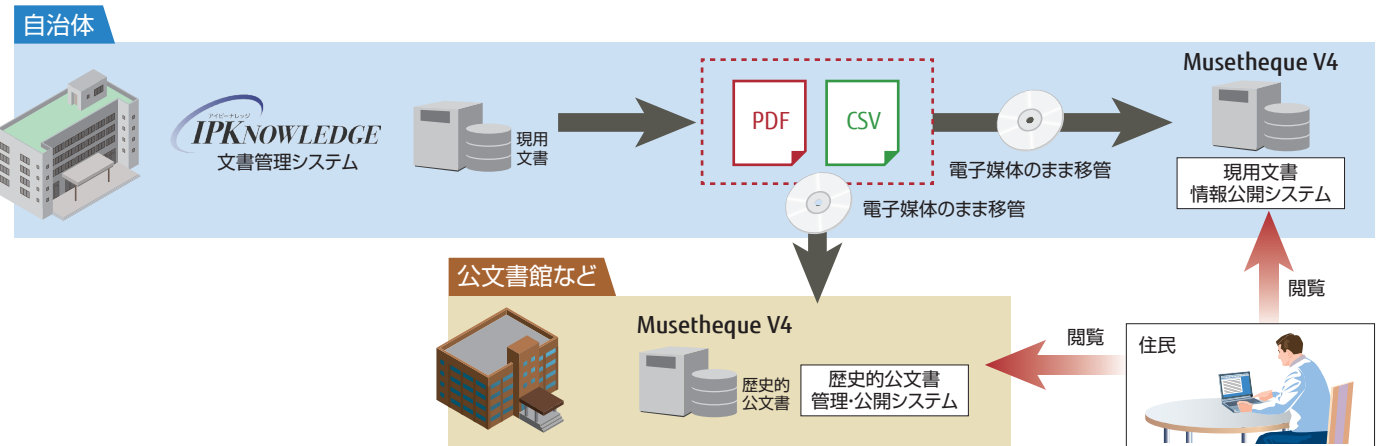 自治体
アイピーナレッジ
IPKNOWLEDGE
文書管理システム
現用
文書
PDF
CSV
電子媒体のまま移管
電子媒体のまま移管
Musetheque V4
現用文書
情報公開システム
閲覧
公文書館など
Musetheque V4
歴史的
公文書
歴史的公文書
管理・公開システム
閲覧
住民